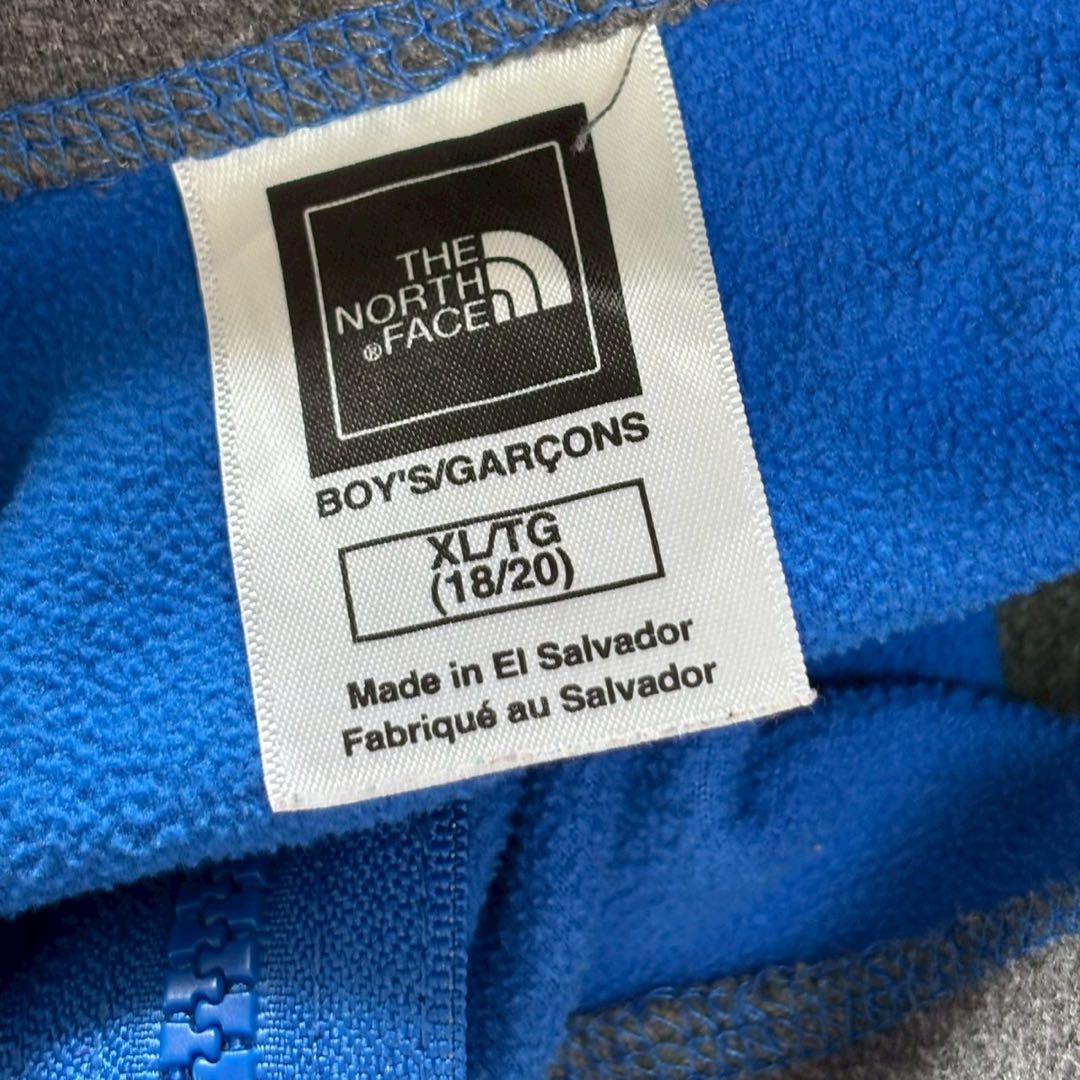 THE
NORTH
®FACE
BOY'S/GARÇONS
XL/TG
(18/20)
Made in El Salvador
Fabriqué au Salvador